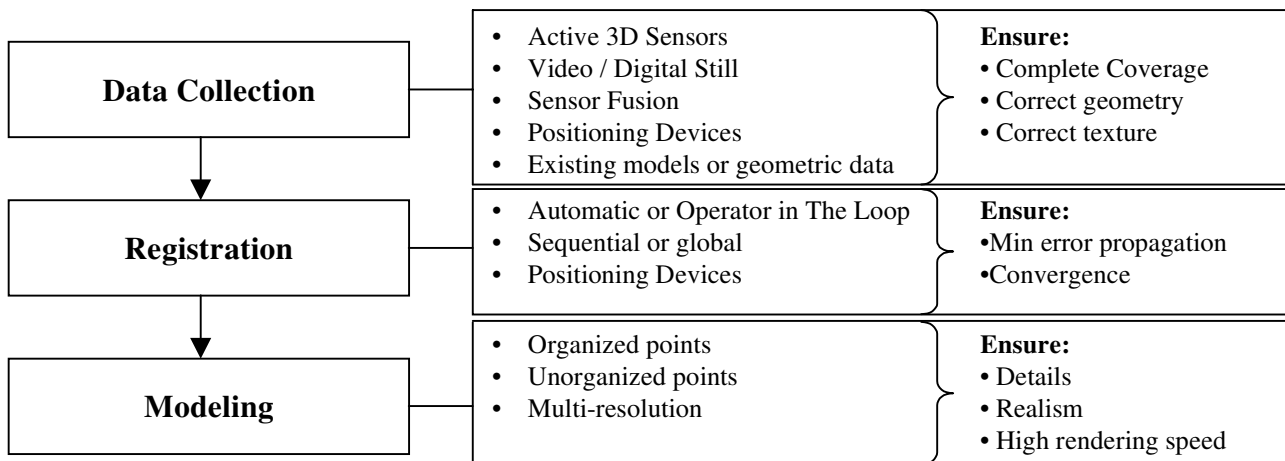 Data Collection
• Active 3D Sensors
• Video / Digital Still
• Sensor Fusion
• Positioning Devices
• Existing models or geometric data
Ensure:
• Complete Coverage
• Correct geometry
• Correct texture
Registration
• Automatic or Operator in The Loop
• Sequential or global
• Positioning Devices
Ensure:
•Min error propagation
•Convergence
Modeling
• Organized points
• Unorganized points
• Multi-resolution
Ensure:
• Details
• Realism
• High rendering speed